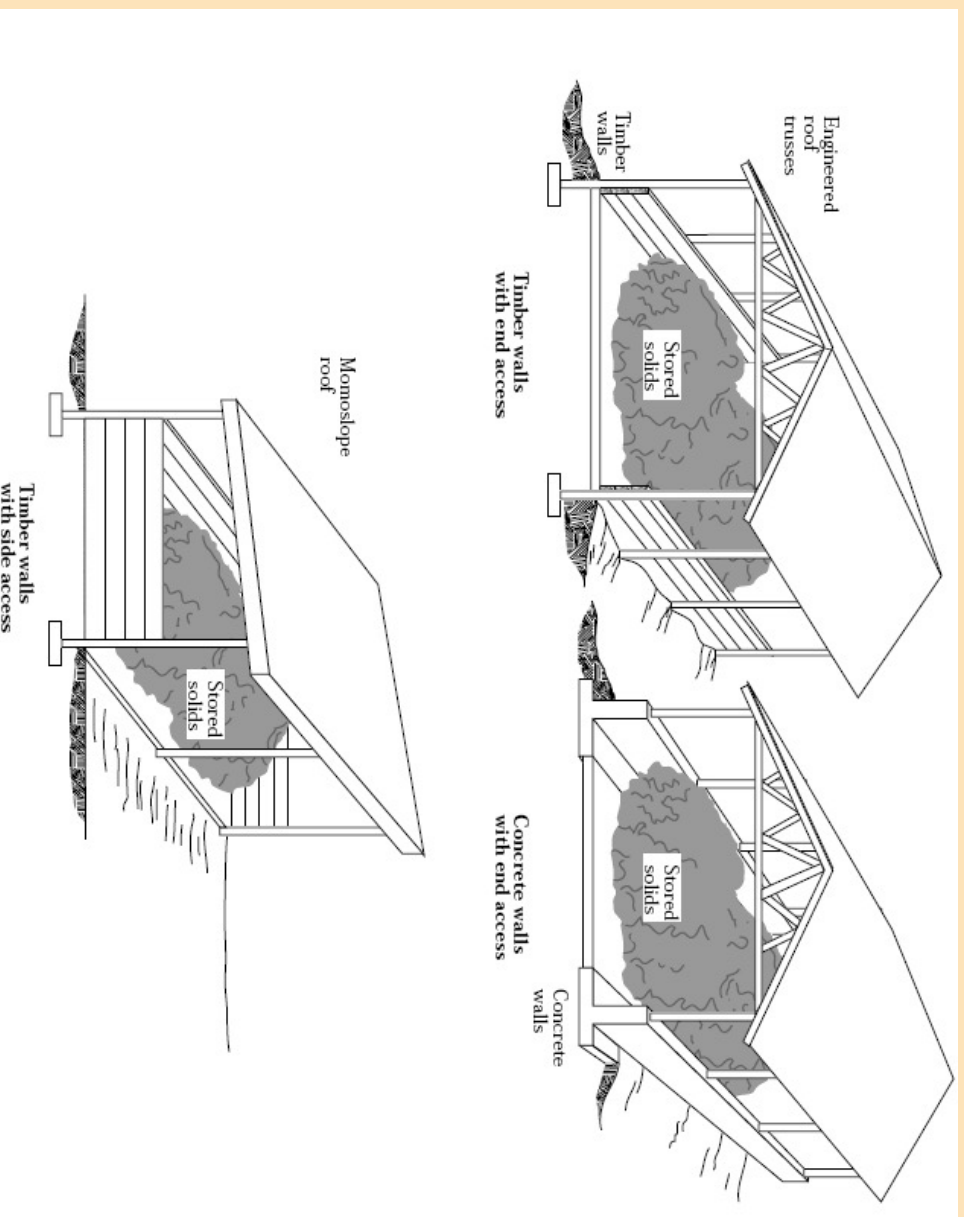 Engineered
roof
trusses
Timber
walls
Stored
solids
Timber walls
with end access
Stored
solids
Concrete
walls
Concrete walls
with end access
Momoslope
roof
Stored
solids
Timber walls
with side access